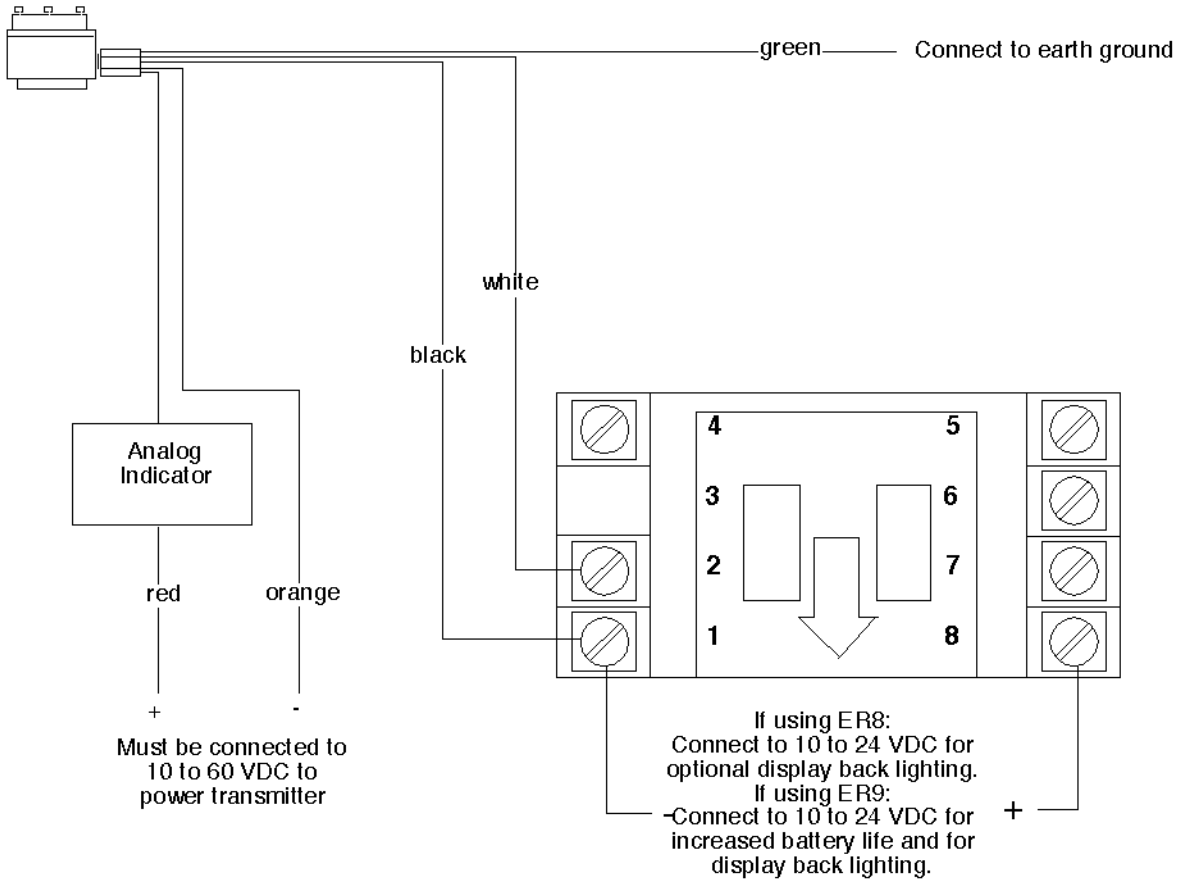 green
Connect to earth ground
white
black
Analog
Indicator
red
orange
+
-
Must be connected to
10 to 60 VDC to
power transmitter
4
5
3
6
2
7
1
8
If using ER8:
Connect to 10 to 24 VDC for
optional display back lighting.
If using ER9:
- Connect to 10 to 24 VDC for +
increased battery life and for
display back lighting.